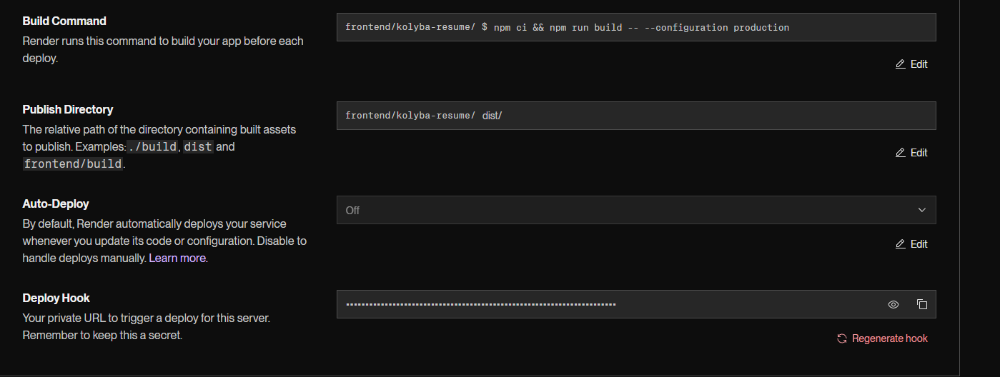 Build Command
Render runs this command to build your app before each
deploy.
frontend/kolyba-resume/ $ npm ci && npm run build -- --configuration production
Edit
Publish Directory
The relative path of the directory containing built assets
to publish. Examples: ./build, dist and
frontend/build.
frontend/kolyba-resume/ dist/
Edit
Auto-Deploy
By default, Render automatically deploys your service
whenever you update its code or configuration. Disable to
handle deploys manually. Learn more.
Off
Edit
Deploy Hook
Your private URL to trigger a deploy for this server.
Remember to keep this a secret.
Regenerate hook